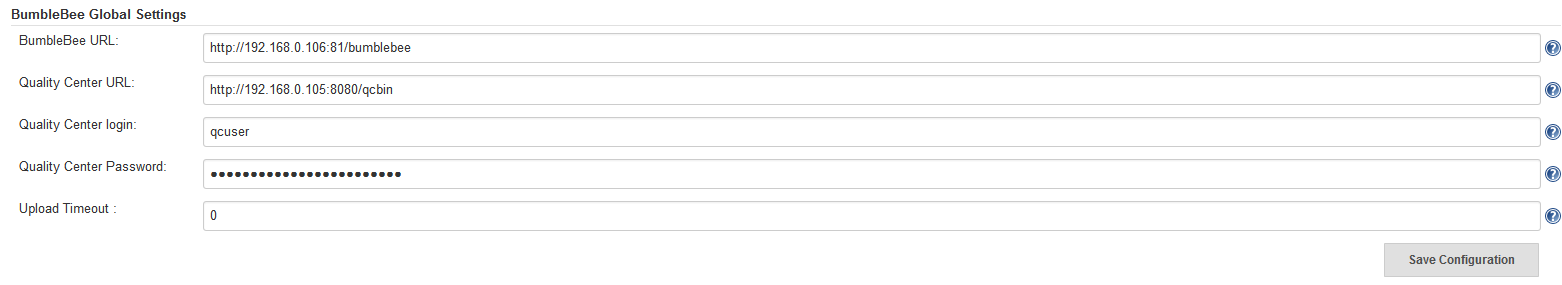 BumbleBee Global Settings
BumbleBee URL: http://192.168.0.106:81/bumblebee ?
Quality Center URL: http://192.168.0.105:8080/qcbin ?
Quality Center login: qcuser ?
Quality Center Password: ●●●●●●●●●●●●●●●●●●●●●●●● ?
Upload Timeout : 0 ?
Save Configuration